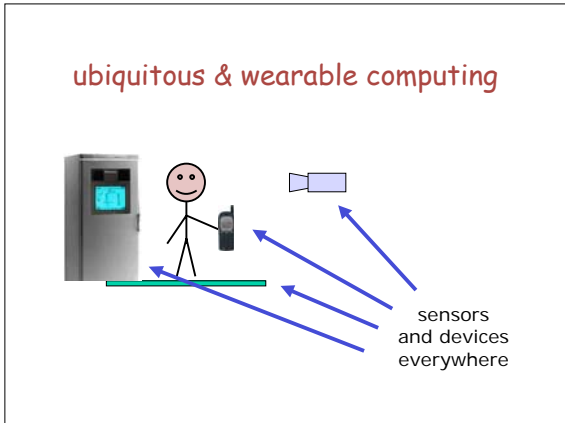 ubiquitous & wearable computing
sensors
and devices
everywhere